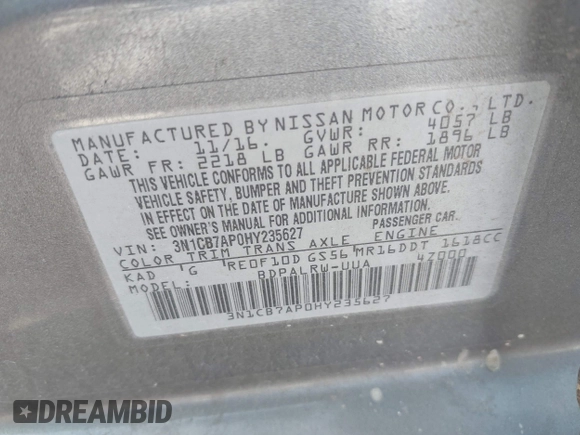 MANUFACTURED BY NISSAN MOTOR CO., LTD.
DATE: 11/16. GVWR: 4057 LB
GAWR FR: 2218 LB GAWR RR: 1896 LB
THIS VEHICLE CONFORMS TO ALL APPLICABLE FEDERAL MOTOR
VEHICLE SAFETY, BUMPER AND THEFT PREVENTION STANDARDS
IN EFFECT ON THE DATE OF MANUFACTURE SHOWN ABOVE.
SEE OWNER'S MANUAL FOR ADDITIONAL INFORMATION.
VIN: 3N1CB7AP0HY235627 PASSENGER CAR.
COLOR TRIM TRANS AXLE ENGINE
KAD G RE0F10D GS56 MR16DDT 1618CC
MODEL: BDPALRW-UUA 47000
3N1CB7AP0HY235627
DREAMBID